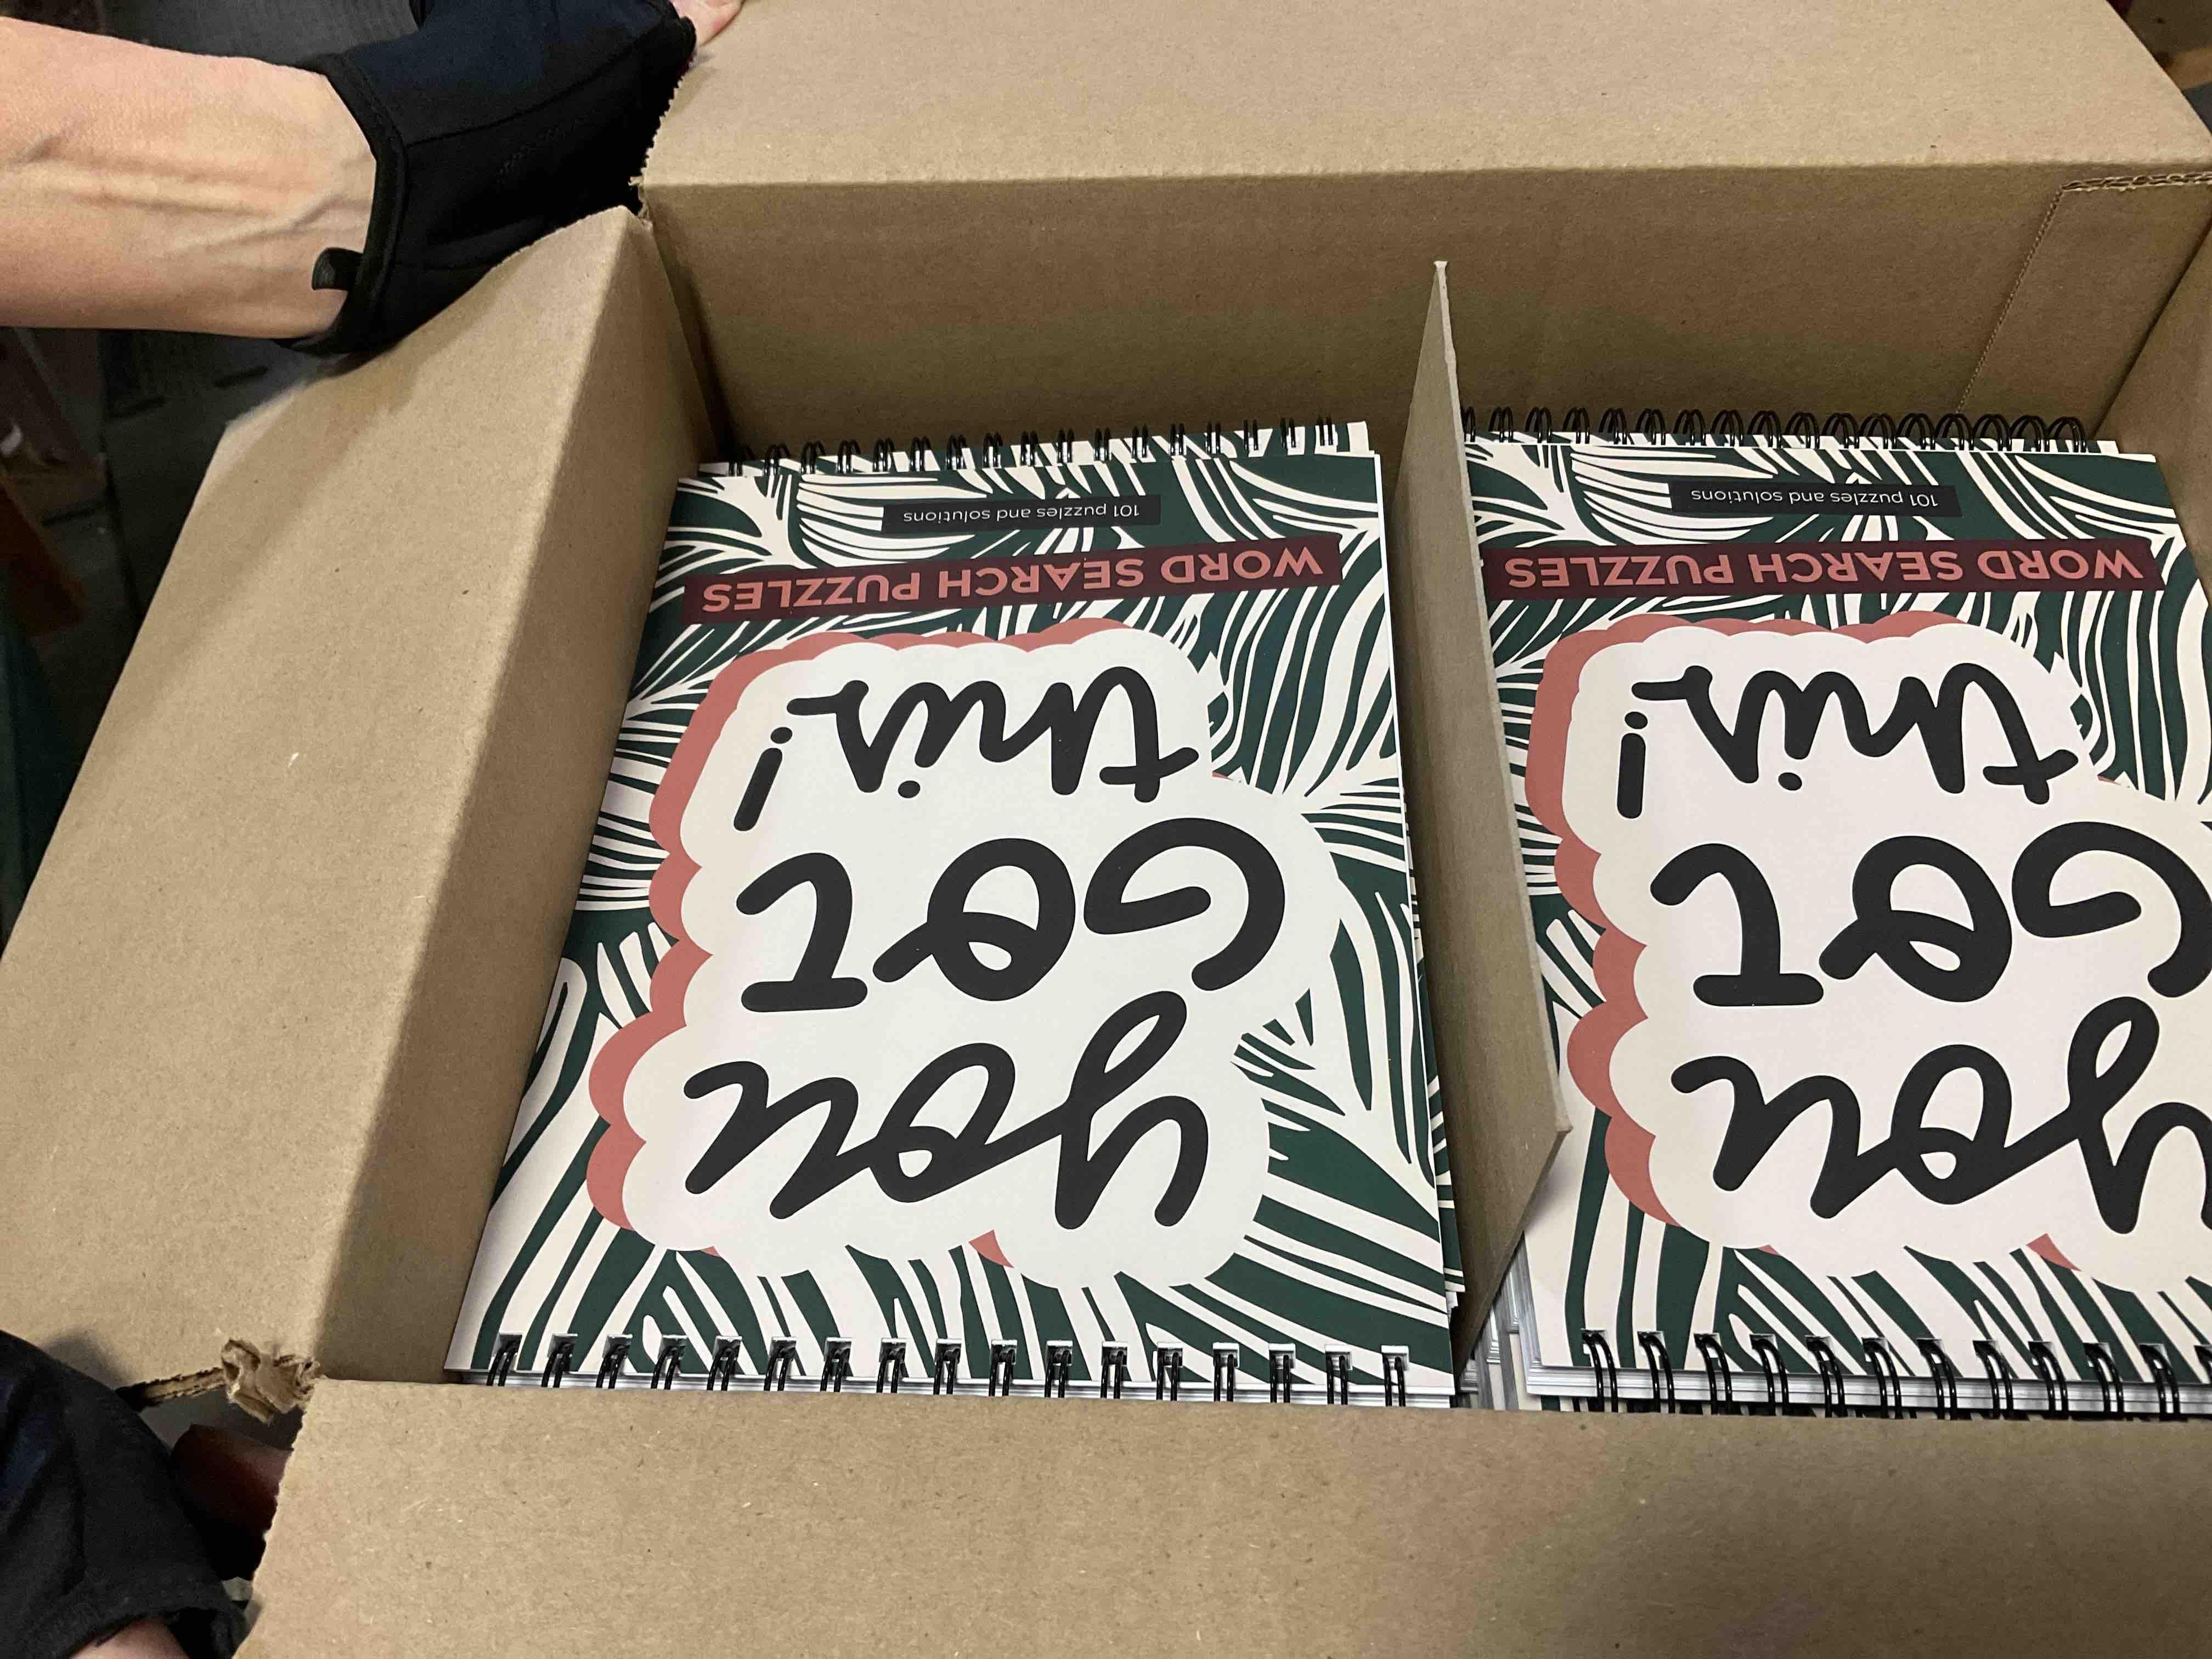 you
GOT
this!
WORD SEARCH PUZZLES
101 puzzles and solutions
you
GOT
this!
WORD SEARCH PUZZLES
101 puzzles and solutions